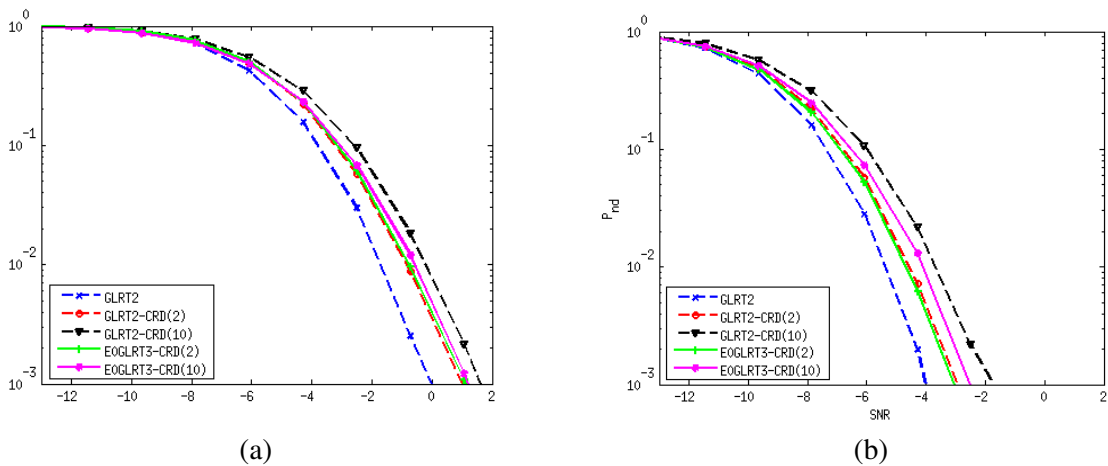 10^0
10^-1
10^-2
10^-3
-12 -10 -8 -6 -4 -2 0 2
GLRT2
GLRT2-CRD(2)
GLRT2-CRD(10)
EOGLRT3-CRD(2)
EOGLRT3-CRD(10)
(a)
10^0
10^-1
10^-2
10^-3
P_nd
-12 -10 -8 -6 -4 -2 0 2
SNR
GLRT2
GLRT2-CRD(2)
GLRT2-CRD(10)
EOGLRT3-CRD(2)
EOGLRT3-CRD(10)
(b)